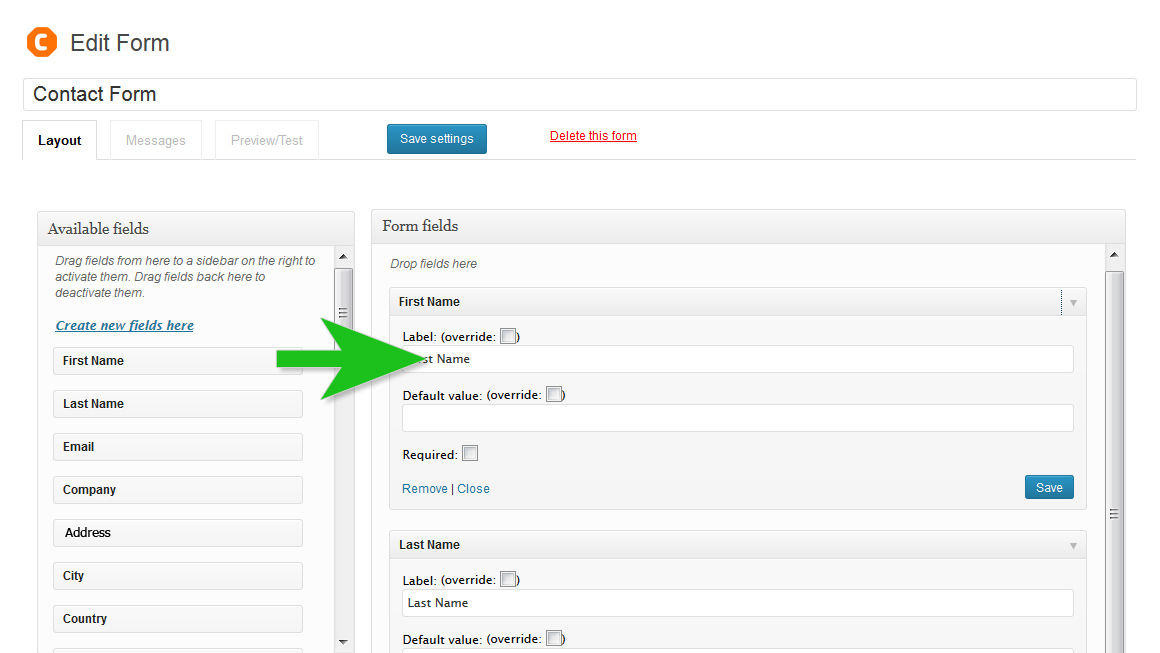 C Edit Form
Contact Form
Layout
Messages
Preview/Test
Save settings
Delete this form
Available fields
Drag fields from here to a sidebar on the right to
activate them. Drag fields back here to
deactivate them.
Create new fields here
First Name
Last Name
Email
Company
Address
City
Country
Form fields
Drop fields here
First Name
Label: (override: )
Name
Default value: (override: )
Required:
Remove | Close
Save
Last Name
Label: (override: )
Last Name
Default value: (override: )